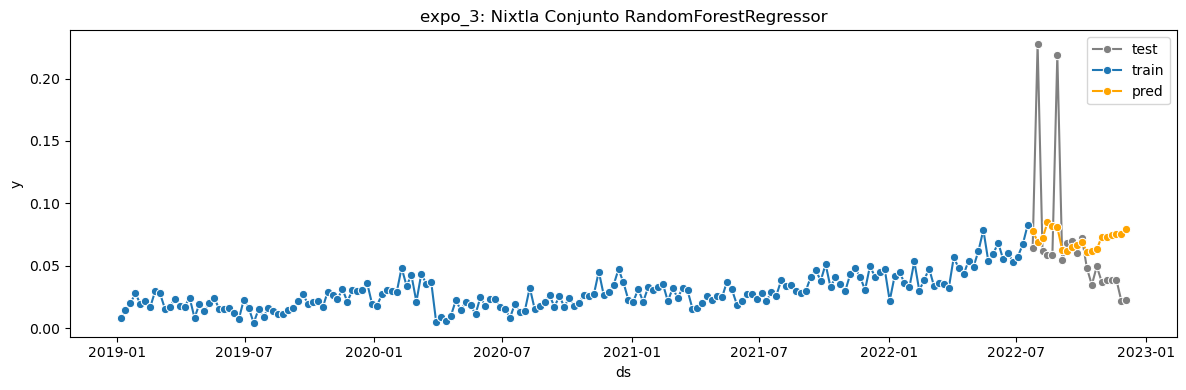 expo_3: Nixtla Conjunto RandomForestRegressor
test
train
pred
y
0.20
0.15
0.10
0.05
0.00
2019-01
2019-07
2020-01
2020-07
2021-01
2021-07
2022-01
2022-07
2023-01
ds